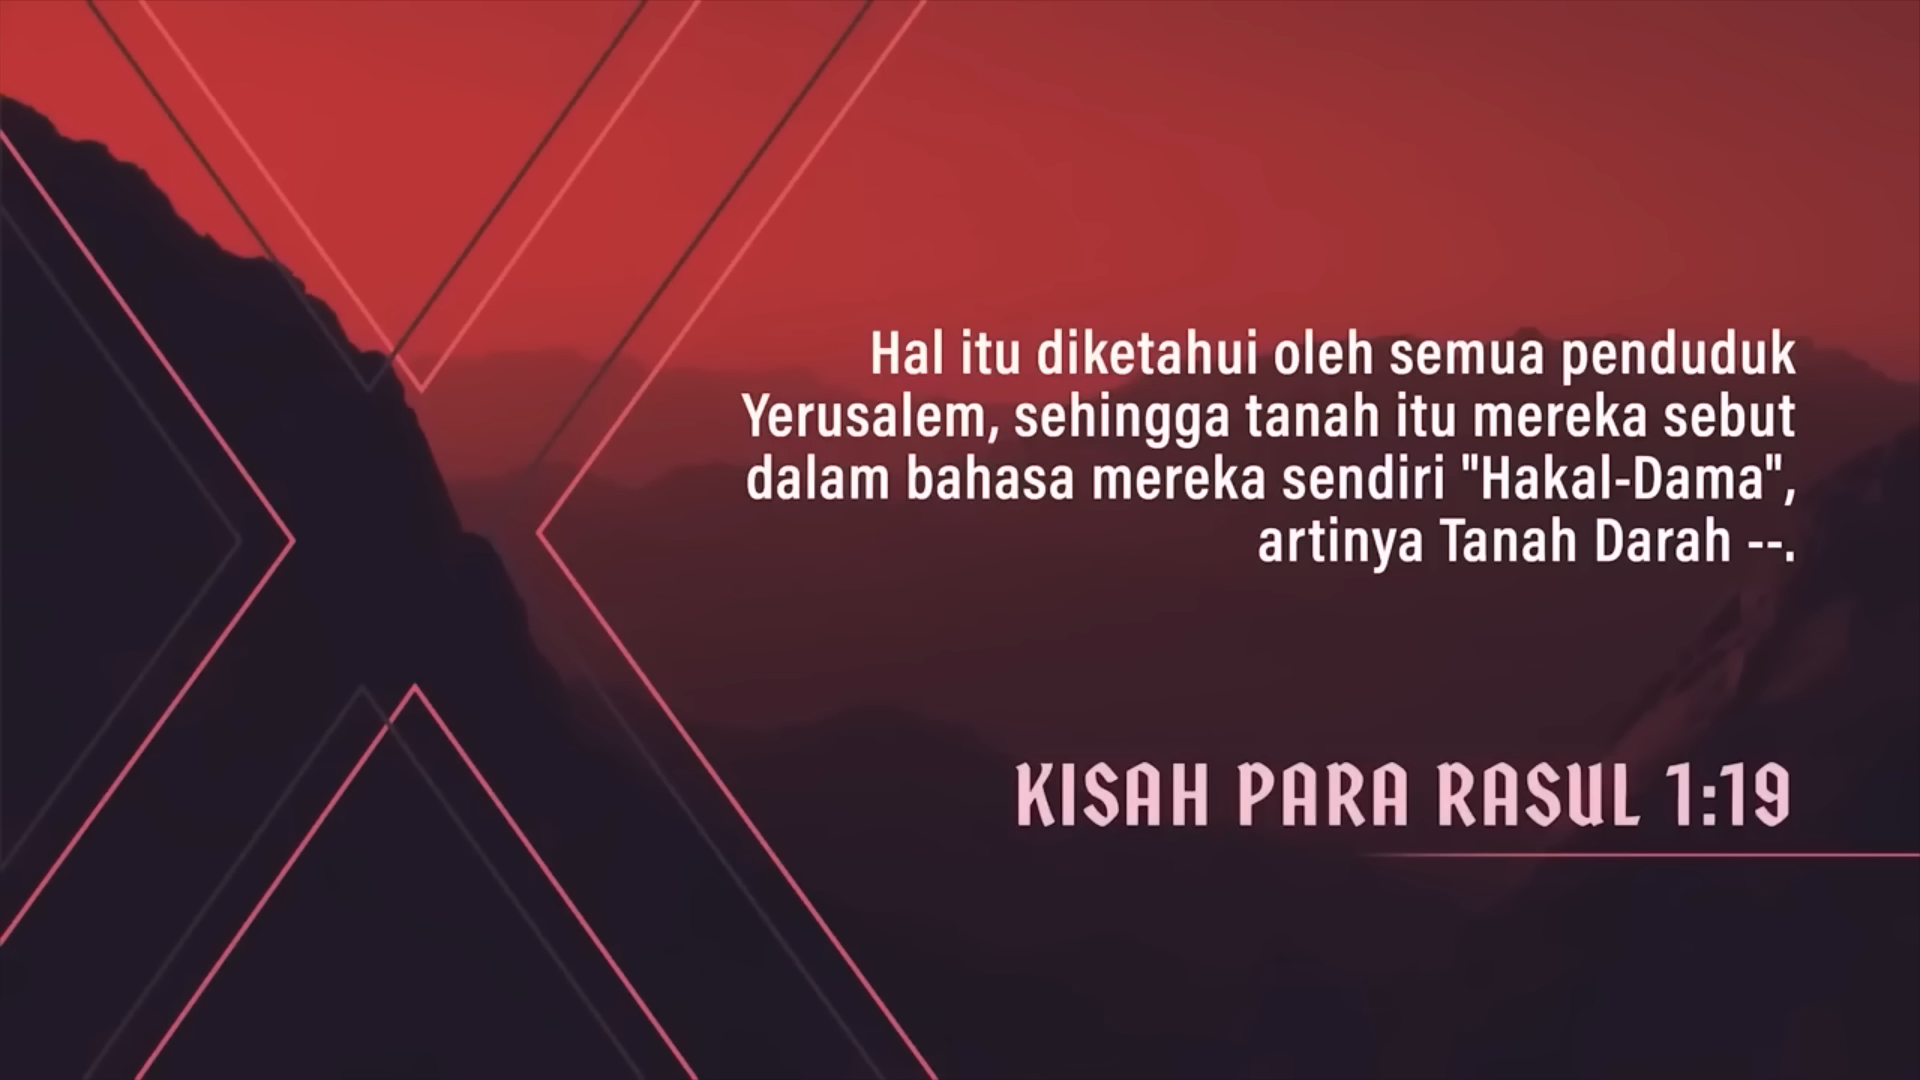 Hal itu diketahui oleh semua penduduk
Yerusalem, sehingga tanah itu mereka sebut
dalam bahasa mereka sendiri "Hakal-Dama",
artinya Tanah Darah --.
KISAH PARA RASUL 1:19